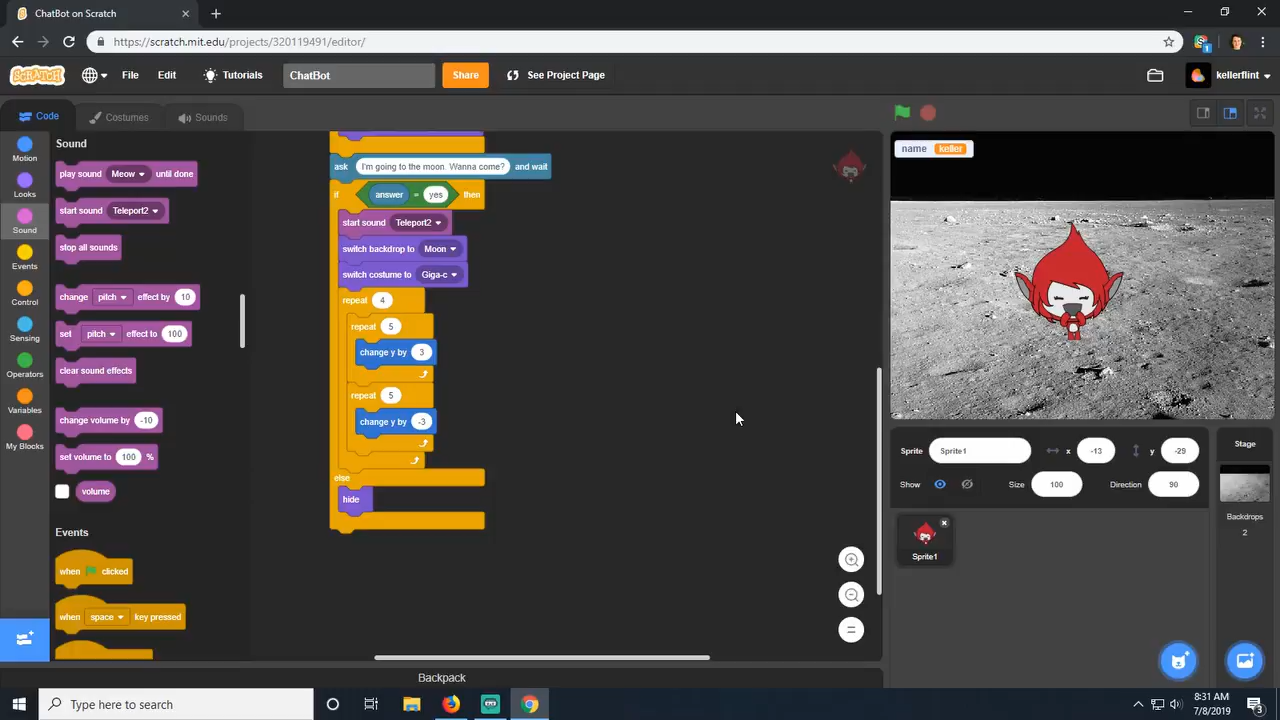 ChatBot on Scratch
https://scratch.mit.edu/projects/320119491/editor/
1
SCRATCH
File
Edit
Tutorials
ChatBot
Share
See Project Page
kellerflint
Code
Costumes
Sounds
Motion
Looks
Sound
Events
Control
Sensing
Operators
Variables
My Blocks
Sound
play sound Meow until done
start sound Teleport2
stop all sounds
change pitch effect by 10
set pitch effect to 100
clear sound effects
change volume by -10
set volume to 100 %
volume
Events
when clicked
when space key pressed
ask I'm going to the moon. Wanna come? and wait
if answer = yes then
start sound Teleport2
switch backdrop to Moon
switch costume to Giga-c
repeat 4
repeat 5
change y by 3
repeat 5
change y by -3
else
hide
Backpack
name keller
Sprite Sprite1 x -13 y -29
Show Size 100 Direction 90
Sprite1
Stage
Backdrops
2
Type here to search
8:31 AM
7/8/2019